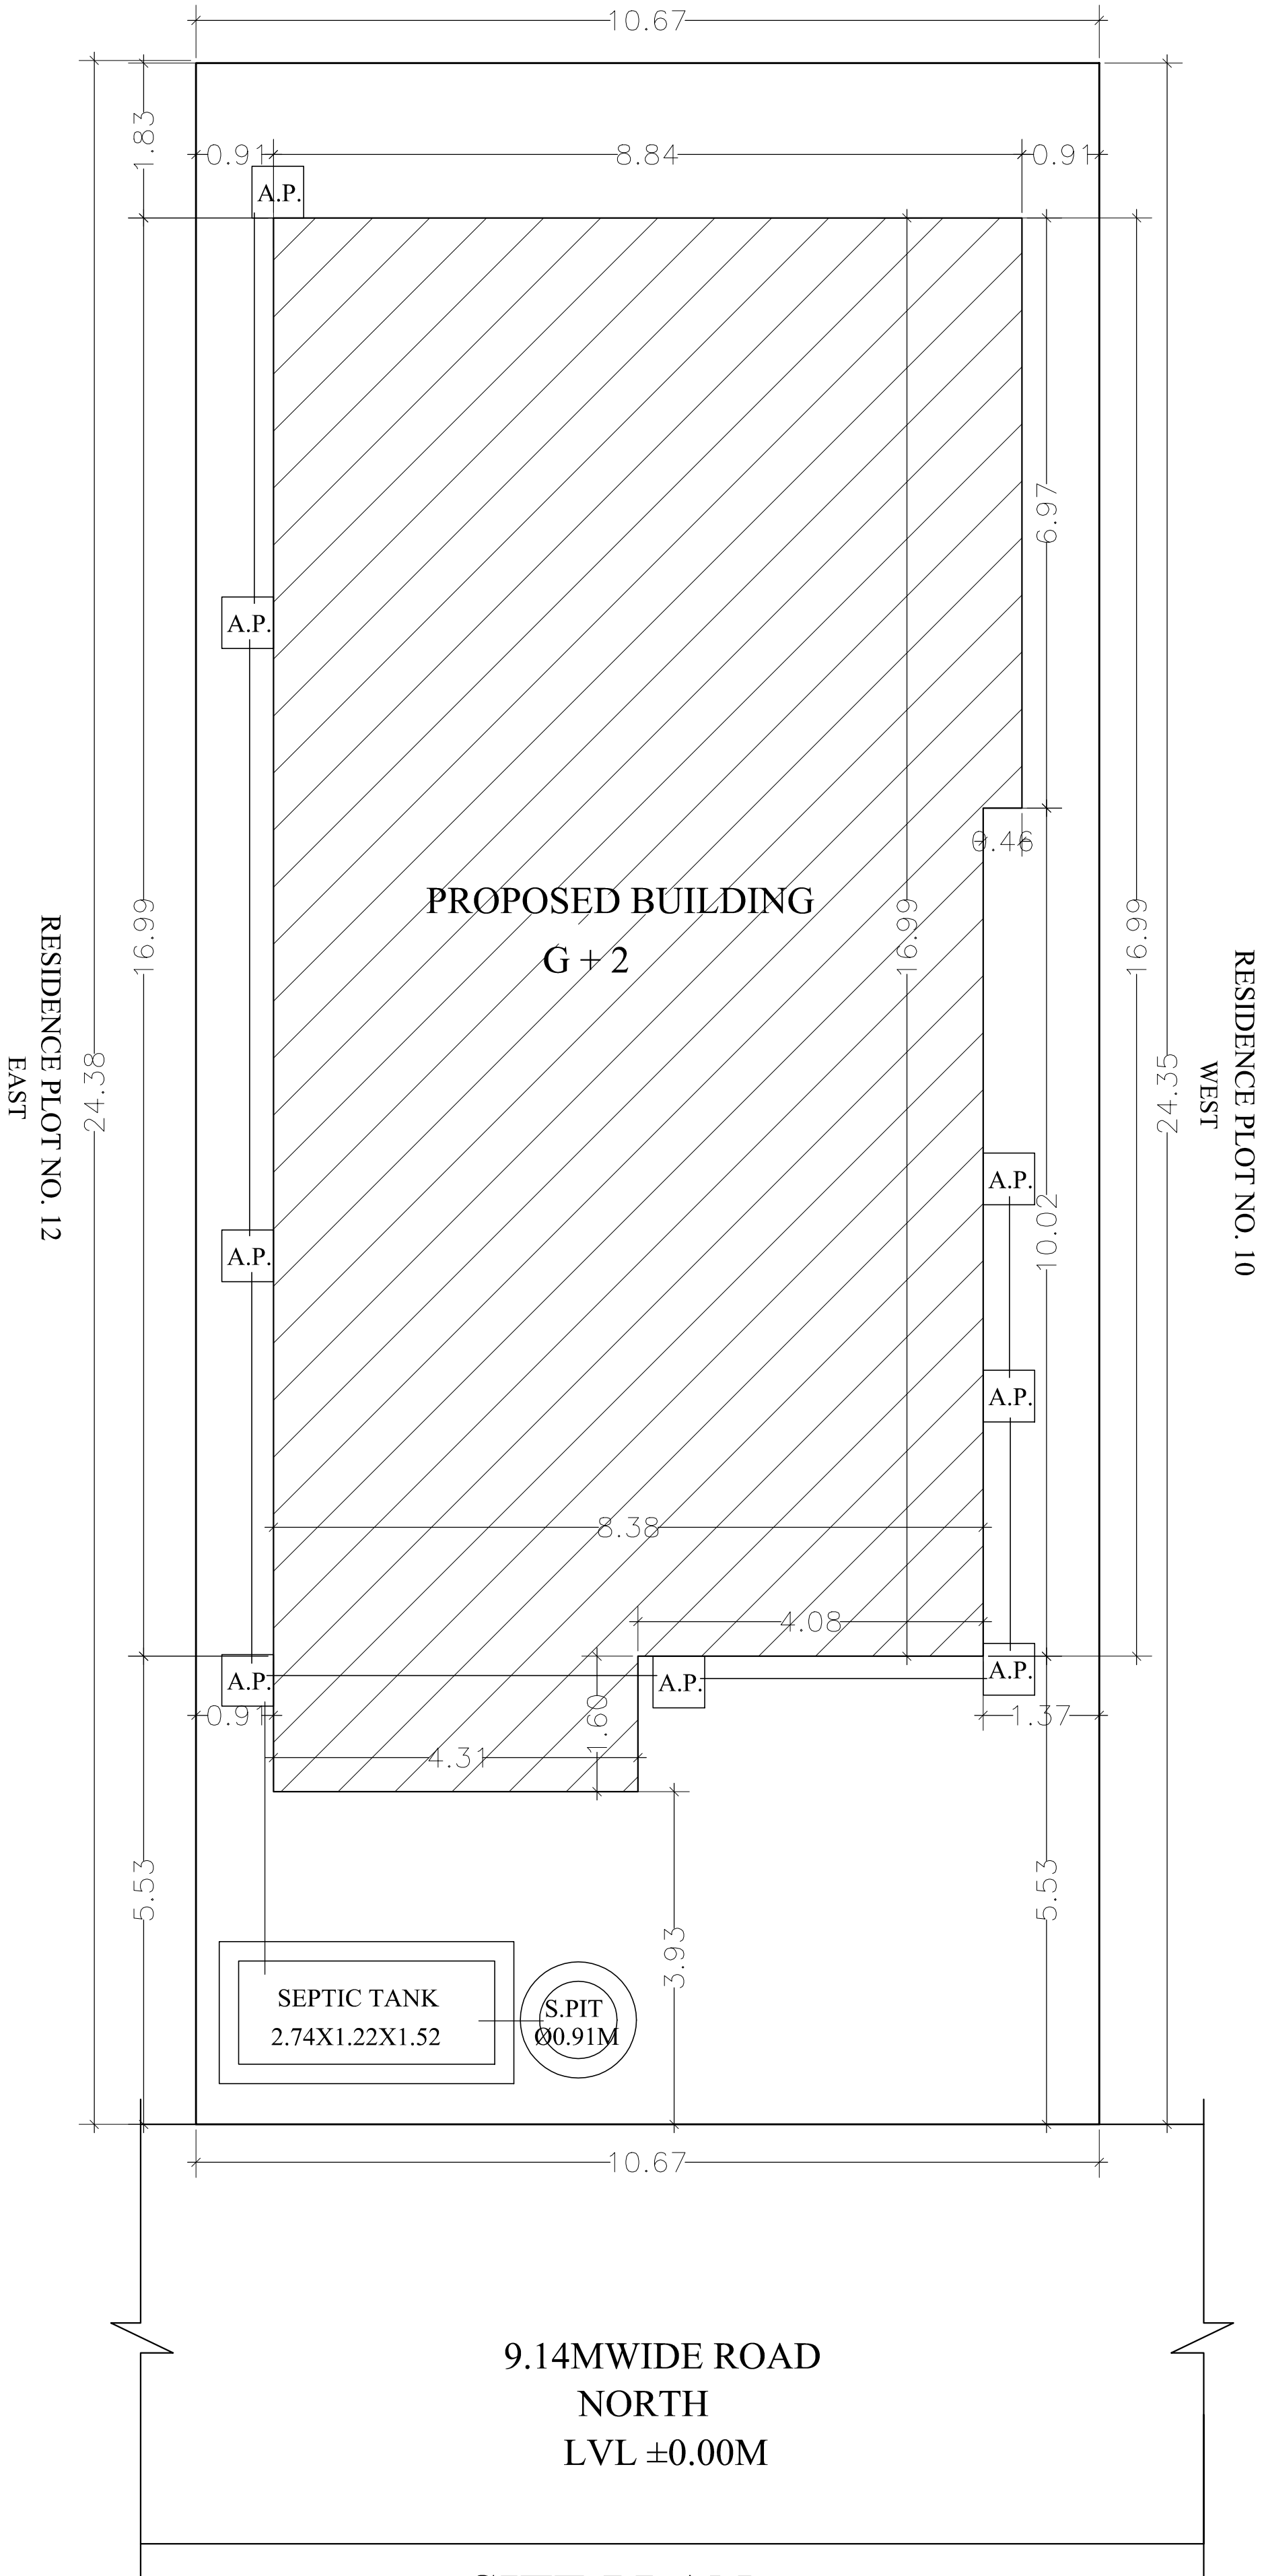 10.67
1.83
0.91
8.84
0.91
A.P.
6.97
A.P.
0.46
PROPOSED BUILDING
G + 2
16.99
16.99
16.99
RESIDENCE PLOT NO. 12
EAST
24.38
24.35
WEST
RESIDENCE PLOT NO. 10
A.P.
10.02
A.P.
A.P.
8.38
4.08
A.P.
A.P.
A.P.
0.91
1.60
1.37
4.31
5.53
5.53
3.93
SEPTIC TANK
2.74X1.22X1.52
S.PIT
Ø0.91M
10.67
9.14MWIDE ROAD
NORTH
LVL ±0.00M